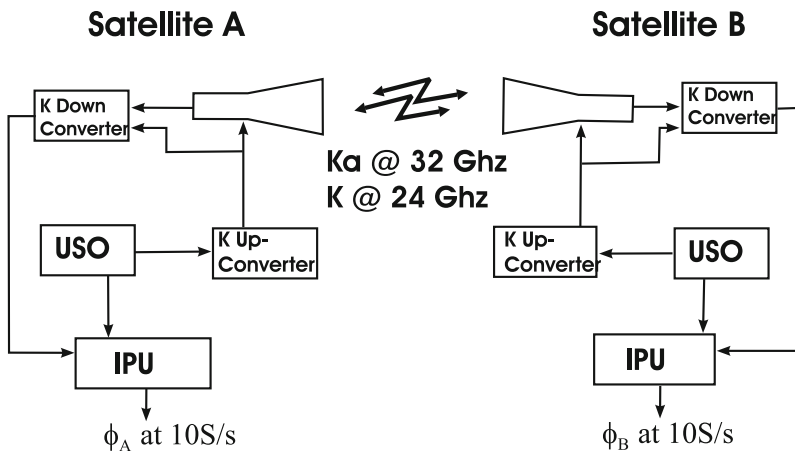 Satellite A
Satellite B
K Down
Converter
K Down
Converter
Ka @ 32 Ghz
K @ 24 Ghz
USO
K Up-
Converter
K Up-
Converter
USO
IPU
IPU
ϕA at 10S/s
ϕB at 10S/s